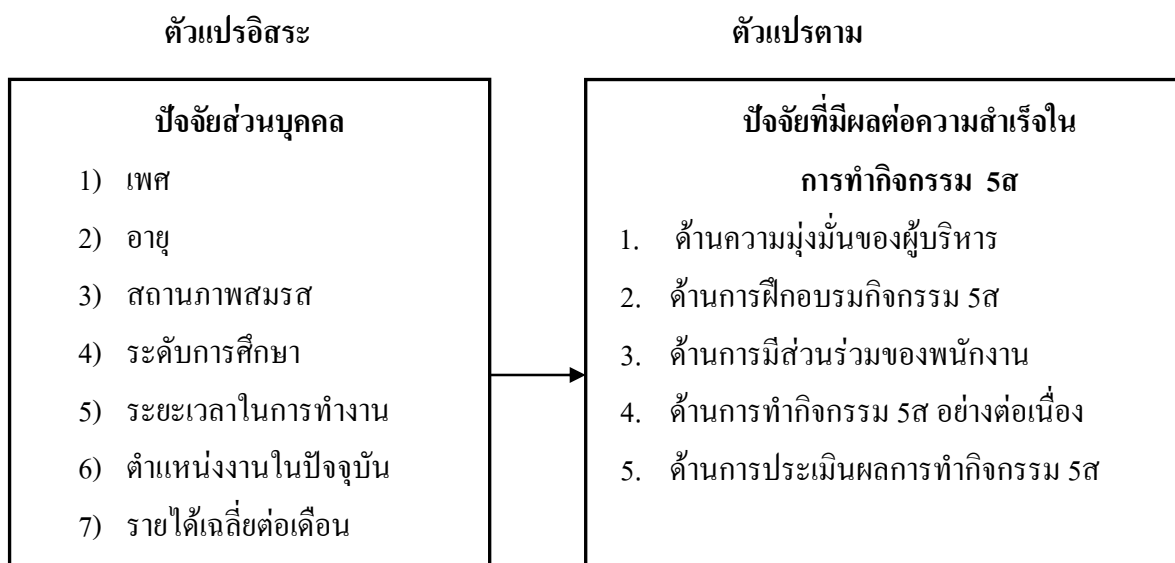 ตัวแปรอิสระ
ตัวแปรตาม
ปัจจัยส่วนบุคคล
1) เพศ
2) อายุ
3) สถานภาพสมรส
4) ระดับการศึกษา
5) ระยะเวลาในการทำงาน
6) ตำแหน่งงานในปัจจุบัน
7) รายได้เฉลี่ยต่อเดือน
ปัจจัยที่มีผลต่อความสำเร็จใน
การทำกิจกรรม 5ส
1. ด้านความมุ่งมั่นของผู้บริหาร
2. ด้านการฝึกอบรมกิจกรรม 5ส
3. ด้านการมีส่วนร่วมของพนักงาน
4. ด้านการทำกิจกรรม 5ส อย่างต่อเนื่อง
5. ด้านการประเมินผลการทำกิจกรรม 5ส